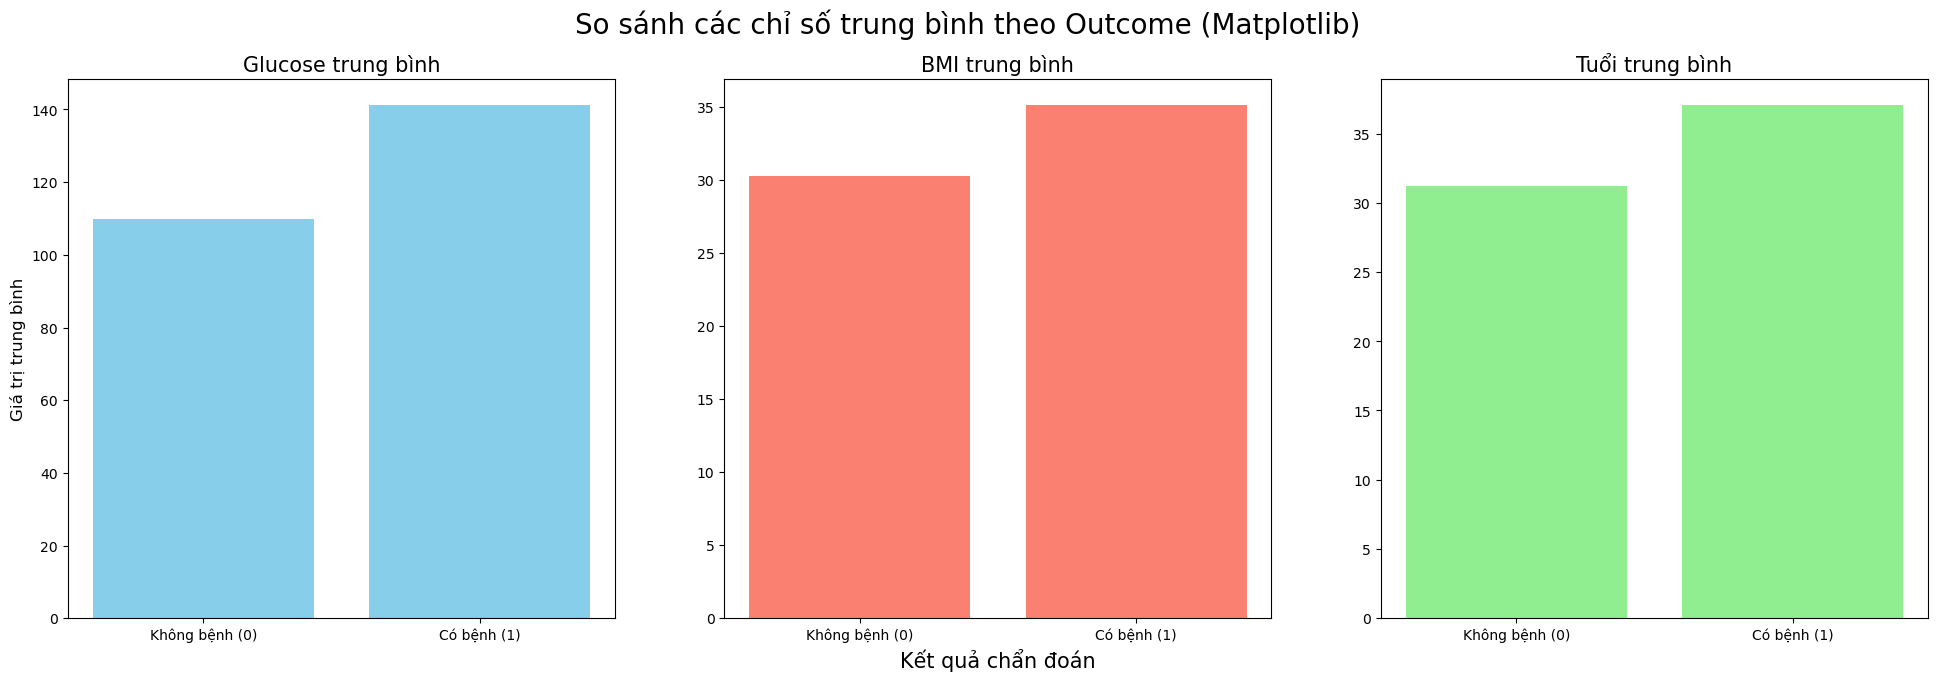 So sánh các chỉ số trung bình theo Outcome (Matplotlib)
Glucose trung bình
Giá trị trung bình
140
120
100
80
60
40
20
0
Không bệnh (0)
Có bệnh (1)
BMI trung bình
35
30
25
20
15
10
5
0
Không bệnh (0)
Có bệnh (1)
Tuổi trung bình
35
30
25
20
15
10
5
0
Không bệnh (0)
Có bệnh (1)
Kết quả chẩn đoán